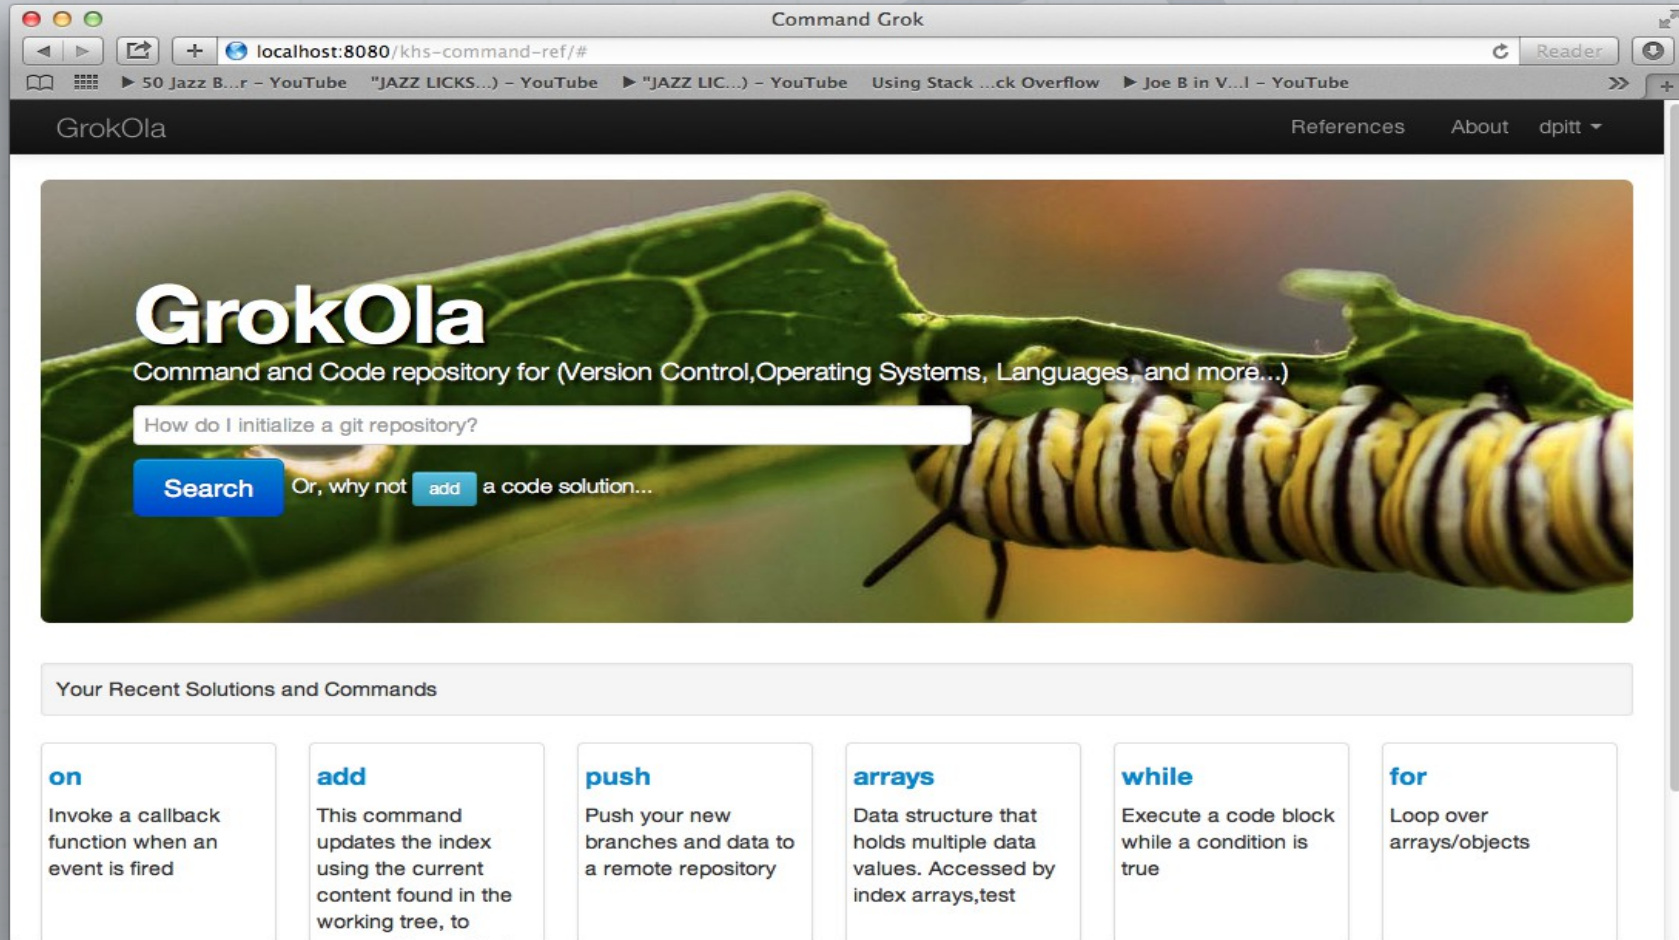 Command Grok
localhost:8080/khs-command-ref/#
Reader
50 Jazz B...r – YouTube "JAZZ LICKS...) – YouTube "JAZZ LIC...) – YouTube Using Stack ...ck Overflow Joe B in V...l – YouTube
GrokOla References About dpitt
GrokOla
Command and Code repository for (Version Control,Operating Systems, Languages, and more...)
How do I initialize a git repository?
Search Or, why not add a code solution...
Your Recent Solutions and Commands
on
Invoke a callback
function when an
event is fired
add
This command
updates the index
using the current
content found in the
working tree, to
push
Push your new
branches and data to
a remote repository
arrays
Data structure that
holds multiple data
values. Accessed by
index arrays,test
while
Execute a code block
while a condition is
true
for
Loop over
arrays/objects